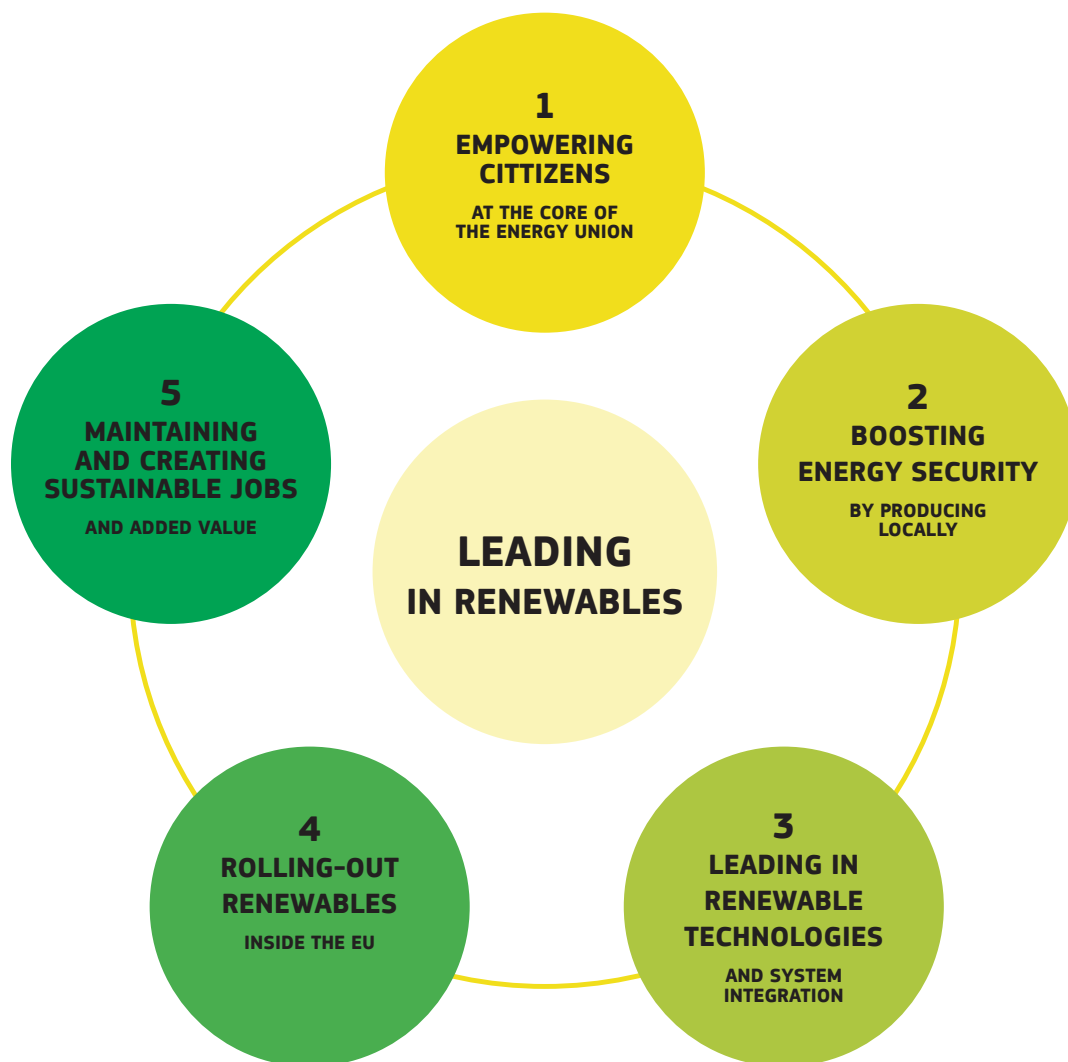 1
EMPOWERING
CITTIZENS
AT THE CORE OF
THE ENERGY UNION
2
BOOSTING
ENERGY SECURITY
BY PRODUCING
LOCALLY
3
LEADING IN
RENEWABLE
TECHNOLOGIES
AND SYSTEM
INTEGRATION
4
ROLLING-OUT
RENEWABLES
INSIDE THE EU
5
MAINTAINING
AND CREATING
SUSTAINABLE JOBS
AND ADDED VALUE
LEADING
IN RENEWABLES